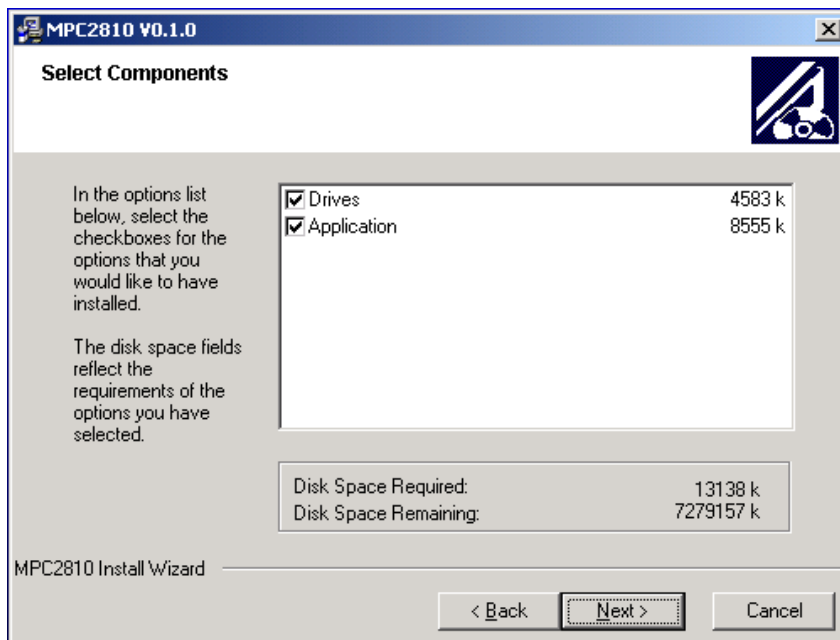 MPC2810 V0.1.0
Select Components
In the options list
below, select the
checkboxes for the
options that you
would like to have
installed.
The disk space fields
reflect the
requirements of the
options you have
selected.
Drives 4583 k
Application 8555 k
Disk Space Required: 13138 k
Disk Space Remaining: 7279157 k
MPC2810 Install Wizard
< Back Next > Cancel